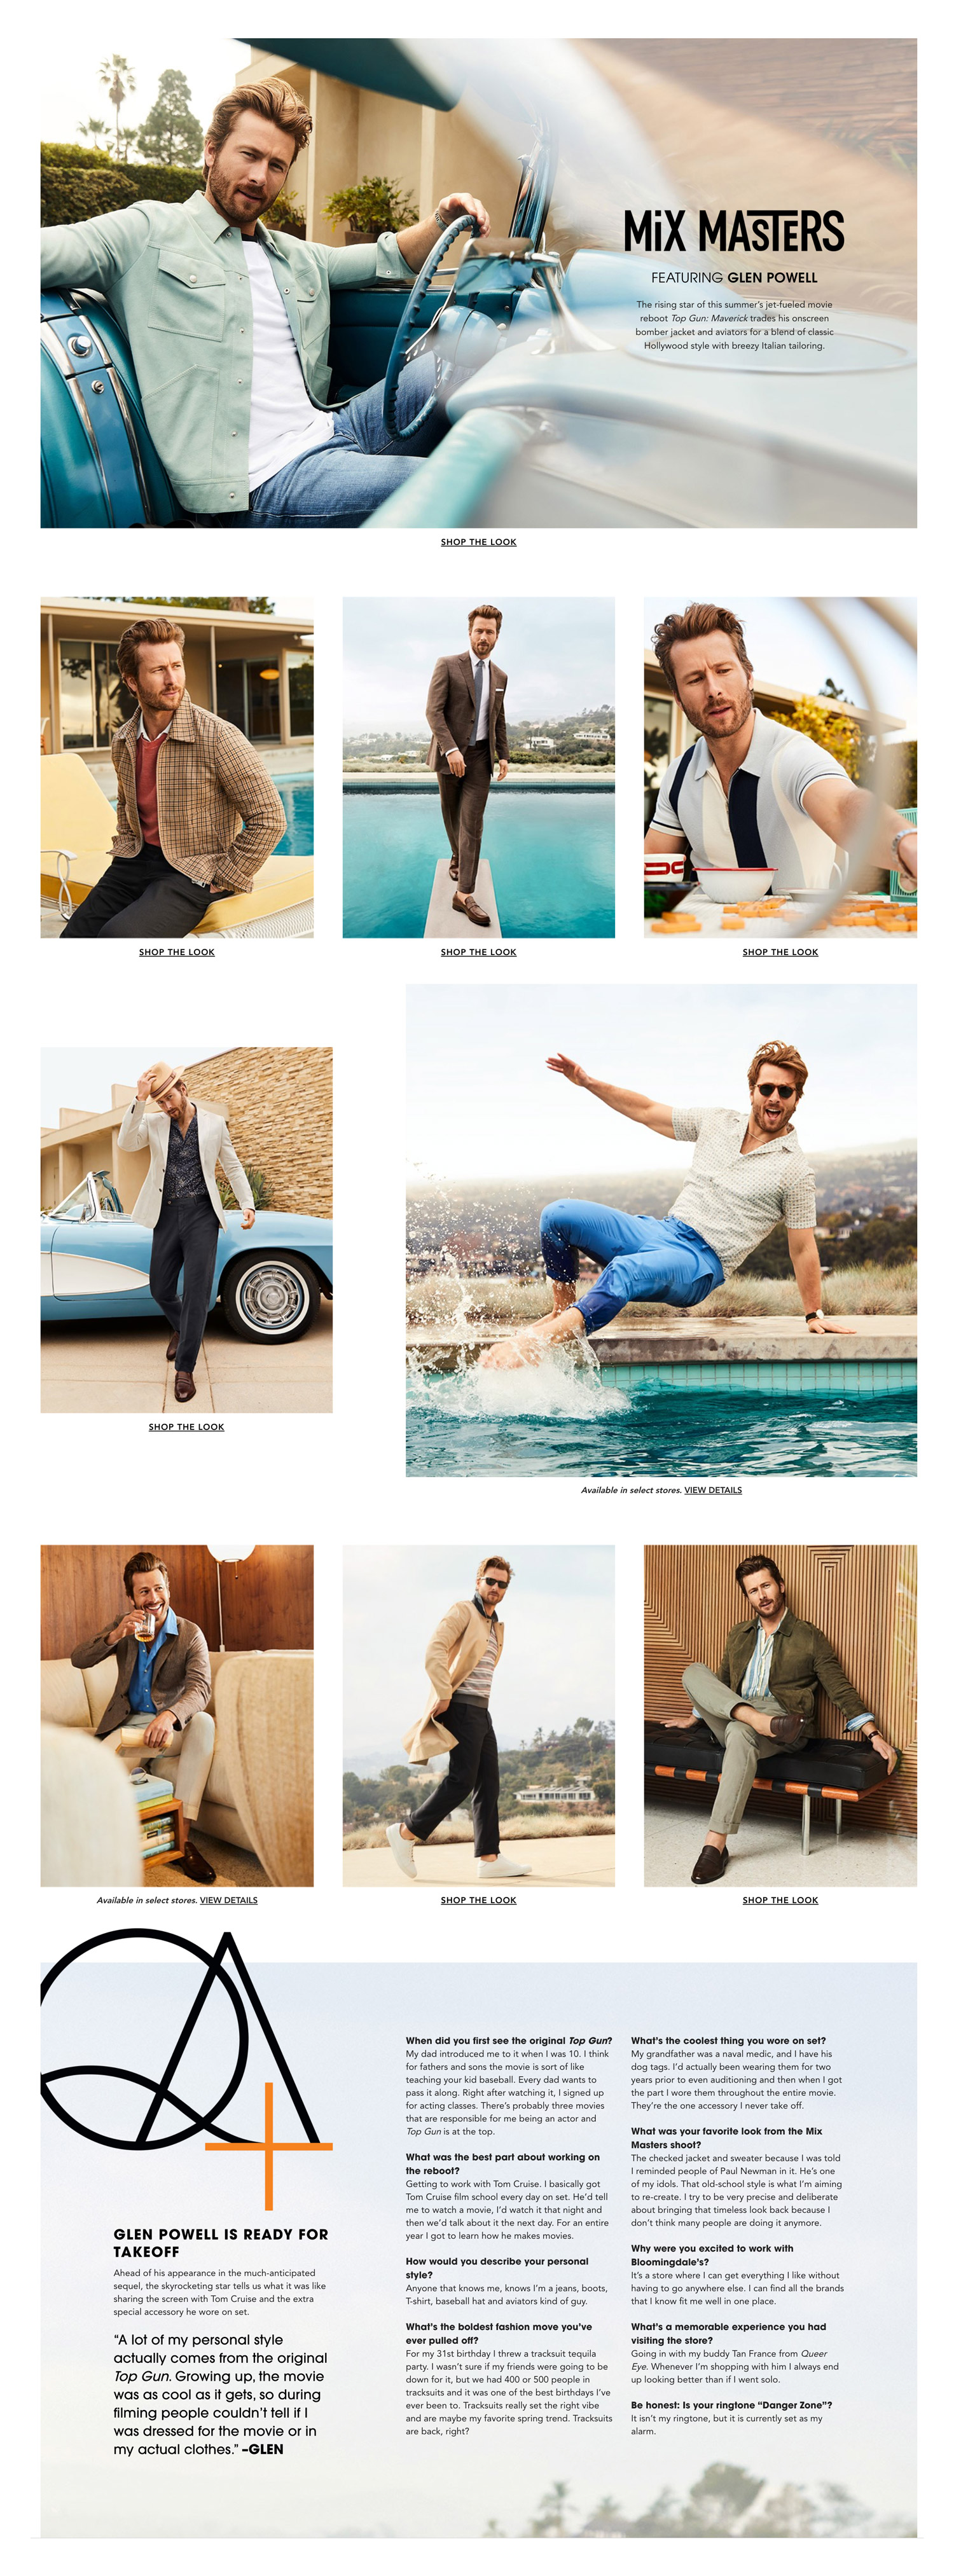 MiX MASTERS
FEATURING GLEN POWELL
The rising star of this summer's jet-fueled movie
reboot Top Gun: Maverick trades his onscreen
bomber jacket and aviators for a blend of classic
Hollywood style with breezy Italian tailoring.
SHOP THE LOOK
SHOP THE LOOK
SHOP THE LOOK
SHOP THE LOOK
SHOP THE LOOK
Available in select stores. VIEW DETAILS
Available in select stores. VIEW DETAILS
SHOP THE LOOK
SHOP THE LOOK
Q+A
GLEN POWELL IS READY FOR
TAKEOFF
Ahead of his appearance in the much-anticipated
sequel, the skyrocketing star tells us what it was like
sharing the screen with Tom Cruise and the extra
special accessory he wore on set.
“A lot of my personal style
actually comes from the original
Top Gun. Growing up, the movie
was as cool as it gets, so during
filming people couldn’t tell if I
was dressed for the movie or in
my actual clothes.” –GLEN
When did you first see the original Top Gun?
My dad introduced me to it when I was 10. I think
for fathers and sons the movie is sort of like
teaching your kid baseball. Every dad wants to
pass it along. Right after watching it, I signed up
for acting classes. There’s probably three movies
that are responsible for me being an actor and
Top Gun is at the top.
What was the best part about working on
the reboot?
Getting to work with Tom Cruise. I basically got
Tom Cruise film school every day on set. He’d tell
me to watch a movie, I’d watch it that night and
then we’d talk about it the next day. For an entire
year I got to learn how he makes movies.
How would you describe your personal
style?
Anyone that knows me, knows I’m a jeans, boots,
T-shirt, baseball hat and aviators kind of guy.
What’s the boldest fashion move you’ve
ever pulled off?
For my 31st birthday I threw a tracksuit tequila
party. I wasn’t sure if my friends were going to be
down for it, but we had 400 or 500 people in
tracksuits and it was one of the best birthdays I’ve
ever been to. Tracksuits really set the right vibe
and are maybe my favorite spring trend. Tracksuits
are back, right?
What’s the coolest thing you wore on set?
My grandfather was a naval medic, and I have his
dog tags. I’d actually been wearing them for two
years prior to even auditioning and then when I got
the part I wore them throughout the entire movie.
They’re the one accessory I never take off.
What was your favorite look from the Mix
Masters shoot?
The checked jacket and sweater because I was told
I reminded people of Paul Newman in it. He’s one
of my idols. That old-school style is what I’m aiming
to re-create. I try to be very precise and deliberate
about bringing that timeless look back because I
don’t think many people are doing it anymore.
Why were you excited to work with
Bloomingdale’s?
It’s a store where I can get everything I like without
having to go anywhere else. I can find all the brands
that I know fit me well in one place.
What’s a memorable experience you had
visiting the store?
Going in with my buddy Tan France from Queer
Eye. Whenever I’m shopping with him I always end
up looking better than if I went solo.
Be honest: Is your ringtone “Danger Zone”?
It isn’t my ringtone, but it is currently set as my
alarm.